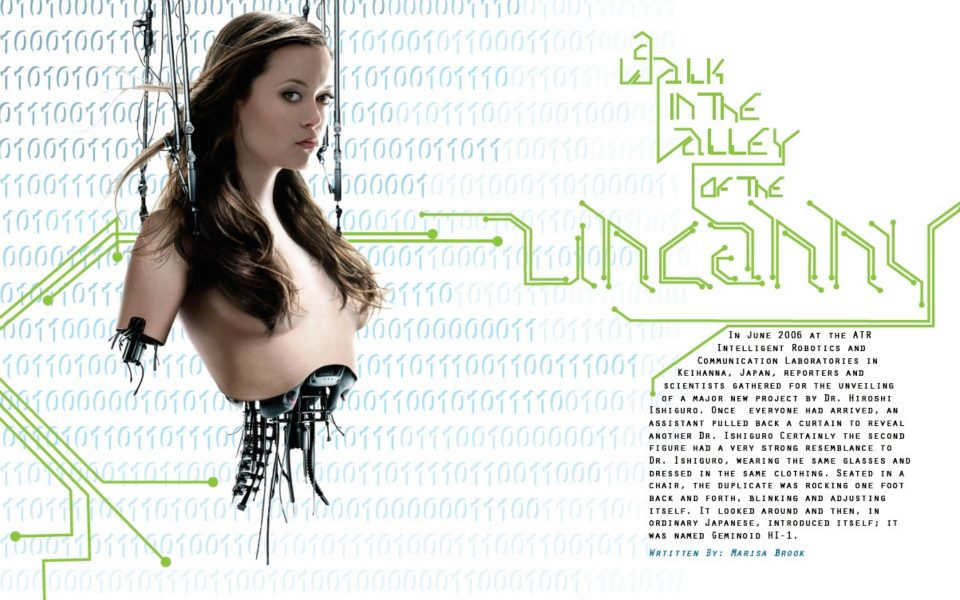 A
Walk
in the
Valley
of the
uncanny
In June 2006 at the ATR
Intelligent Robotics and
Communication Laboratories in
Keihanna, Japan, reporters and
scientists gathered for the unveiling
of a major new project by Dr. Hiroshi
Ishiguro. Once everyone had arrived, an
assistant pulled back a curtain to reveal
another Dr. Ishiguro Certainly the second
figure had a very strong resemblance to
Dr. Ishiguro, wearing the same glasses and
dressed in the same clothing. Seated in a
chair, the duplicate was rocking one foot
back and forth, blinking and adjusting
itself. It looked around and then, in
ordinary Japanese, introduced itself; it
was named Geminoid HI-1.
Wrtitten By: Marisa Brook